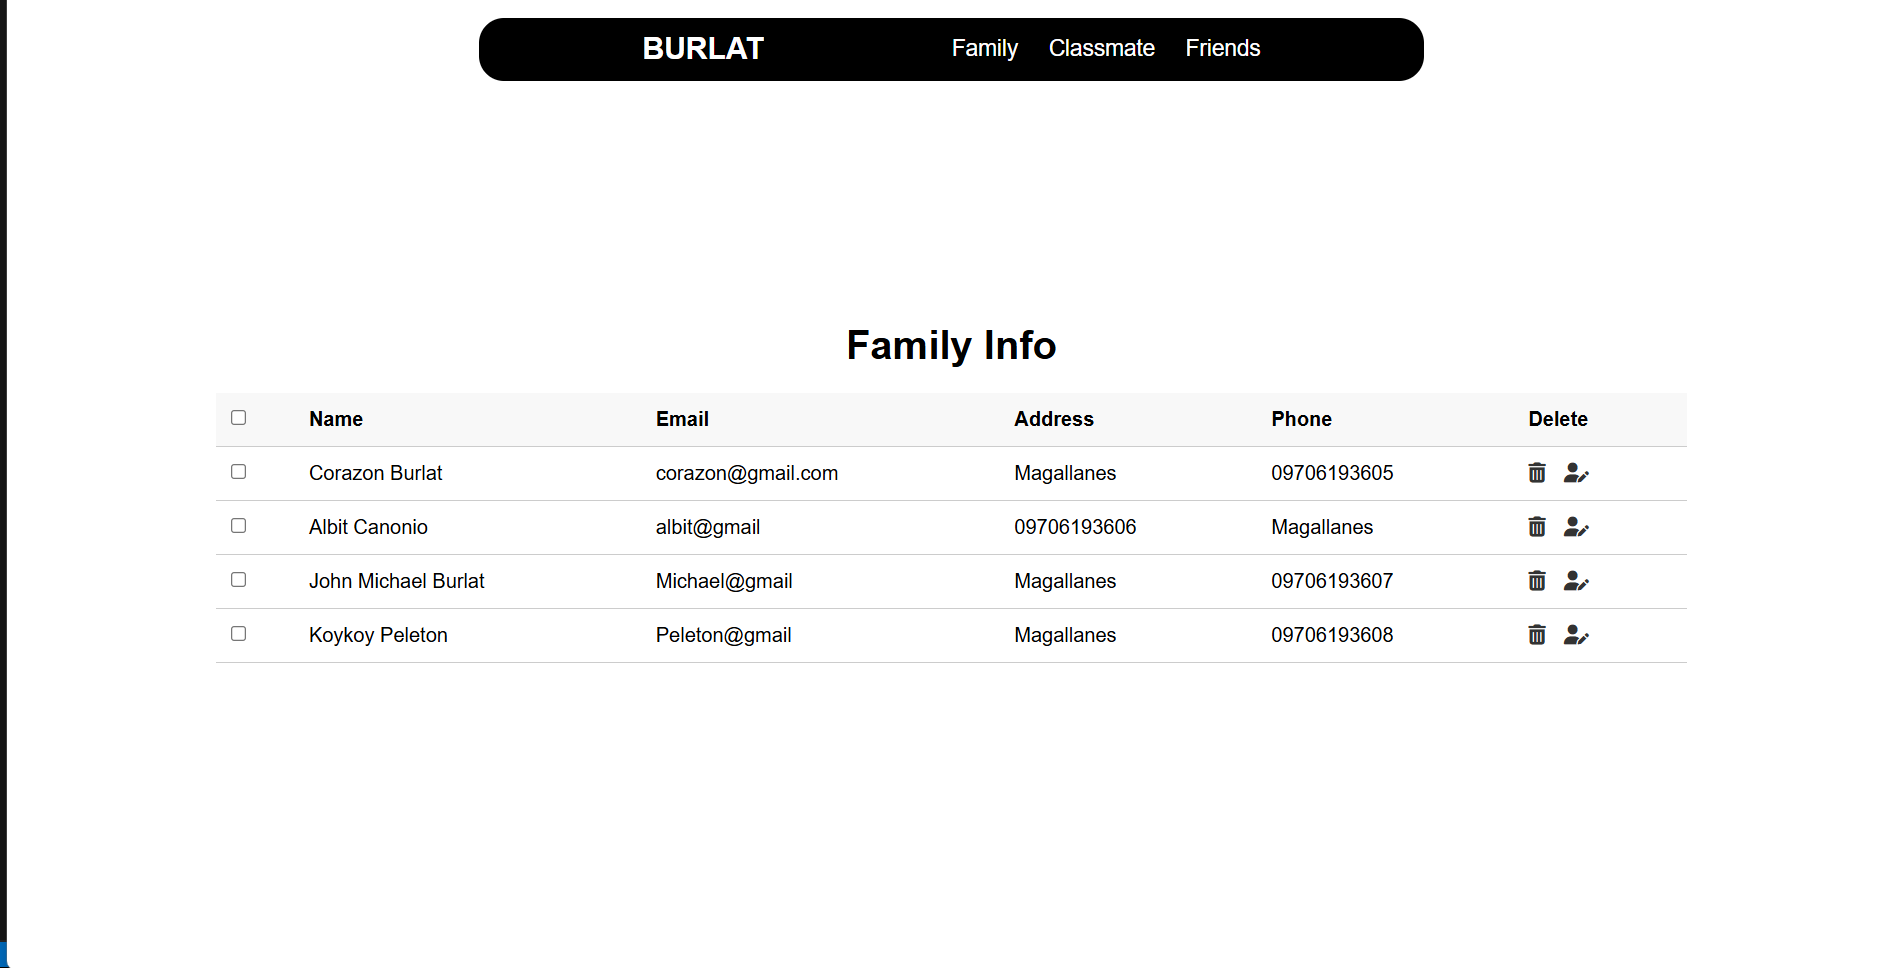 BURLAT Family Classmate Friends
Family Info
Name Email Address Phone Delete
Corazon Burlat corazon@gmail.com Magallanes 09706193605
Albit Canonio albit@gmail 09706193606 Magallanes
John Michael Burlat Michael@gmail Magallanes 09706193607
Koykoy Peleton Peleton@gmail Magallanes 09706193608